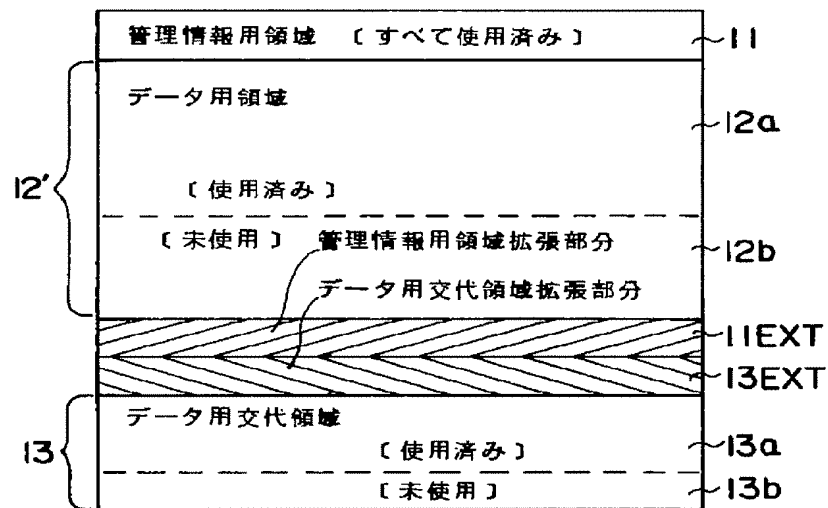 管理情報用領域 〔すべて使用済み〕 11
データ用領域 12a
12'
〔使用済み〕
〔未使用〕 管理情報用領域拡張部分 12b
データ用交代領域拡張部分
11EXT
13EXT
データ用交代領域
13 〔使用済み〕 13a
〔未使用〕 13b